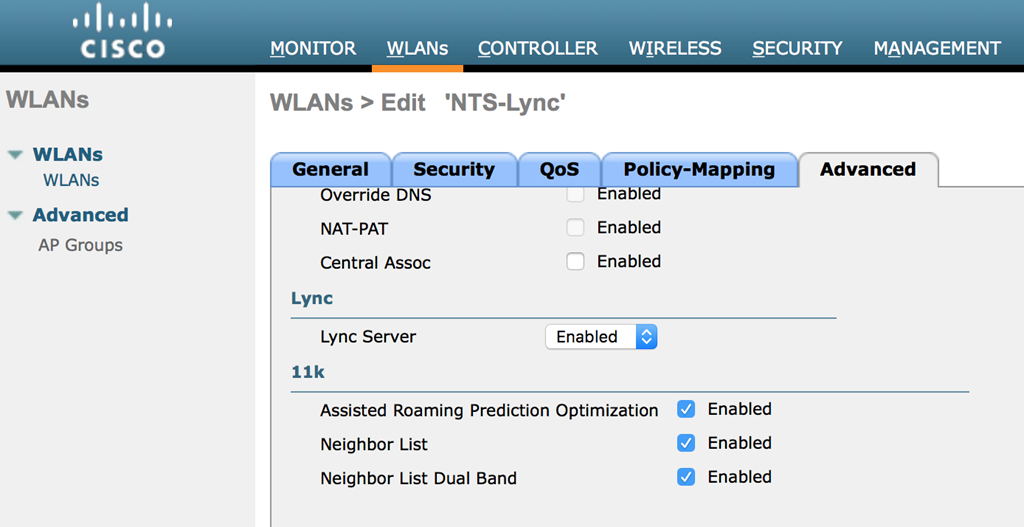 CISCO
MONITOR WLANs CONTROLLER WIRELESS SECURITY MANAGEMENT
WLANs
WLANs > Edit 'NTS-Lync'
WLANs
WLANs
Advanced
AP Groups
General Security QoS Policy-Mapping Advanced
Override DNS Enabled
NAT-PAT Enabled
Central Assoc Enabled
Lync
Lync Server Enabled
11k
Assisted Roaming Prediction Optimization Enabled
Neighbor List Enabled
Neighbor List Dual Band Enabled